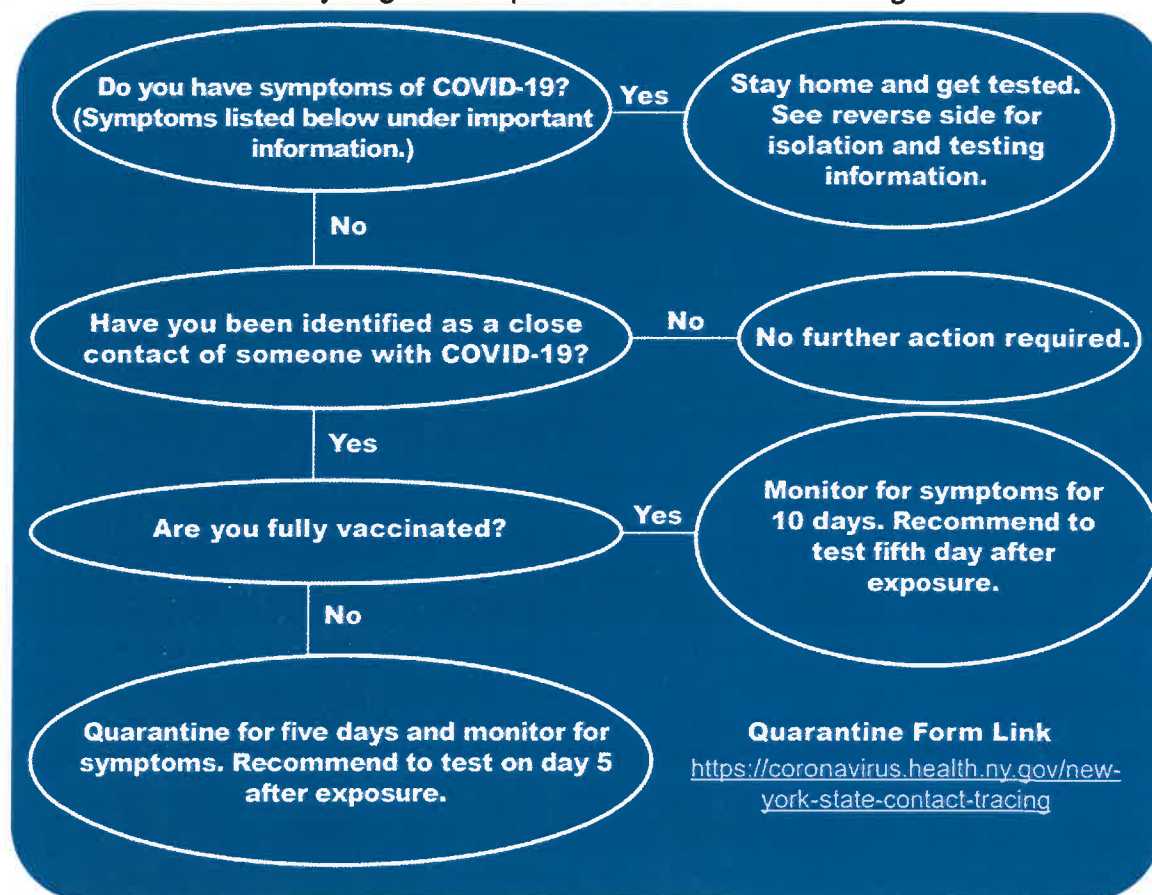 Do you have symptoms of COVID-19?
(Symptoms listed below under important
information.)
Yes
Stay home and get tested.
See reverse side for
isolation and testing
information.
No
Have you been identified as a close
contact of someone with COVID-19?
No
No further action required.
Yes
Are you fully vaccinated?
Yes
Monitor for symptoms for
10 days. Recommend to
test fifth day after
exposure.
No
Quarantine for five days and monitor for
symptoms. Recommend to test on day 5
after exposure.
Quarantine Form Link
https://coronavirus.health.ny.gov/new-
york-state-contact-tracing